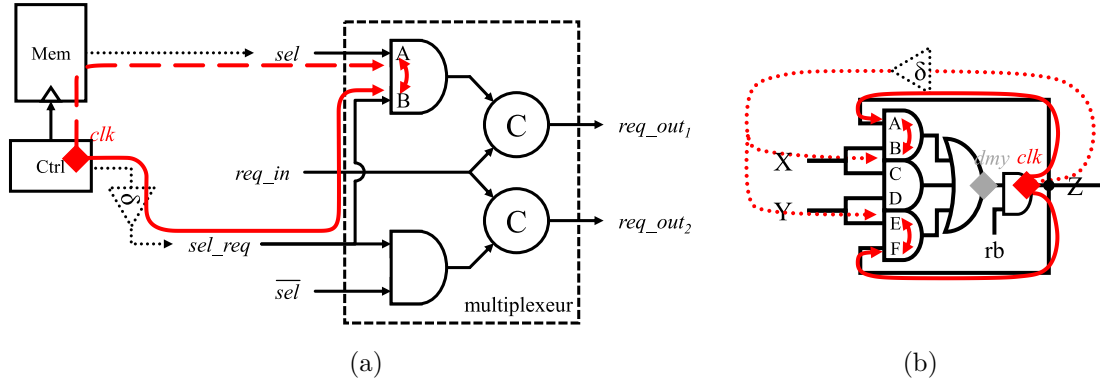 Mem
clk
Ctrl
δ
sel
A
B
req_in
sel_req
sel
C
C
req_out1
req_out2
multiplexeur
(a)
δ
A
B
C
D
E
F
X
Y
dmy
clk
Z
rb
(b)